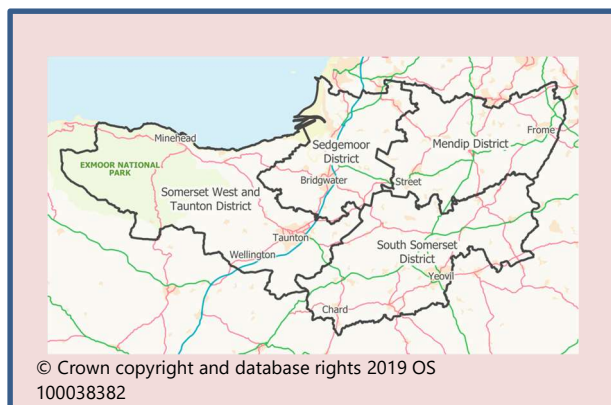 Minehead
EXMOOR NATIONAL
PARK
Somerset West and
Taunton District
Sedgemoor
District
Bridgwater
Mendip District
Frome
Street
Taunton
Wellington
South Somerset
District
Yeovil
Chard
© Crown copyright and database rights 2019 OS
100038382